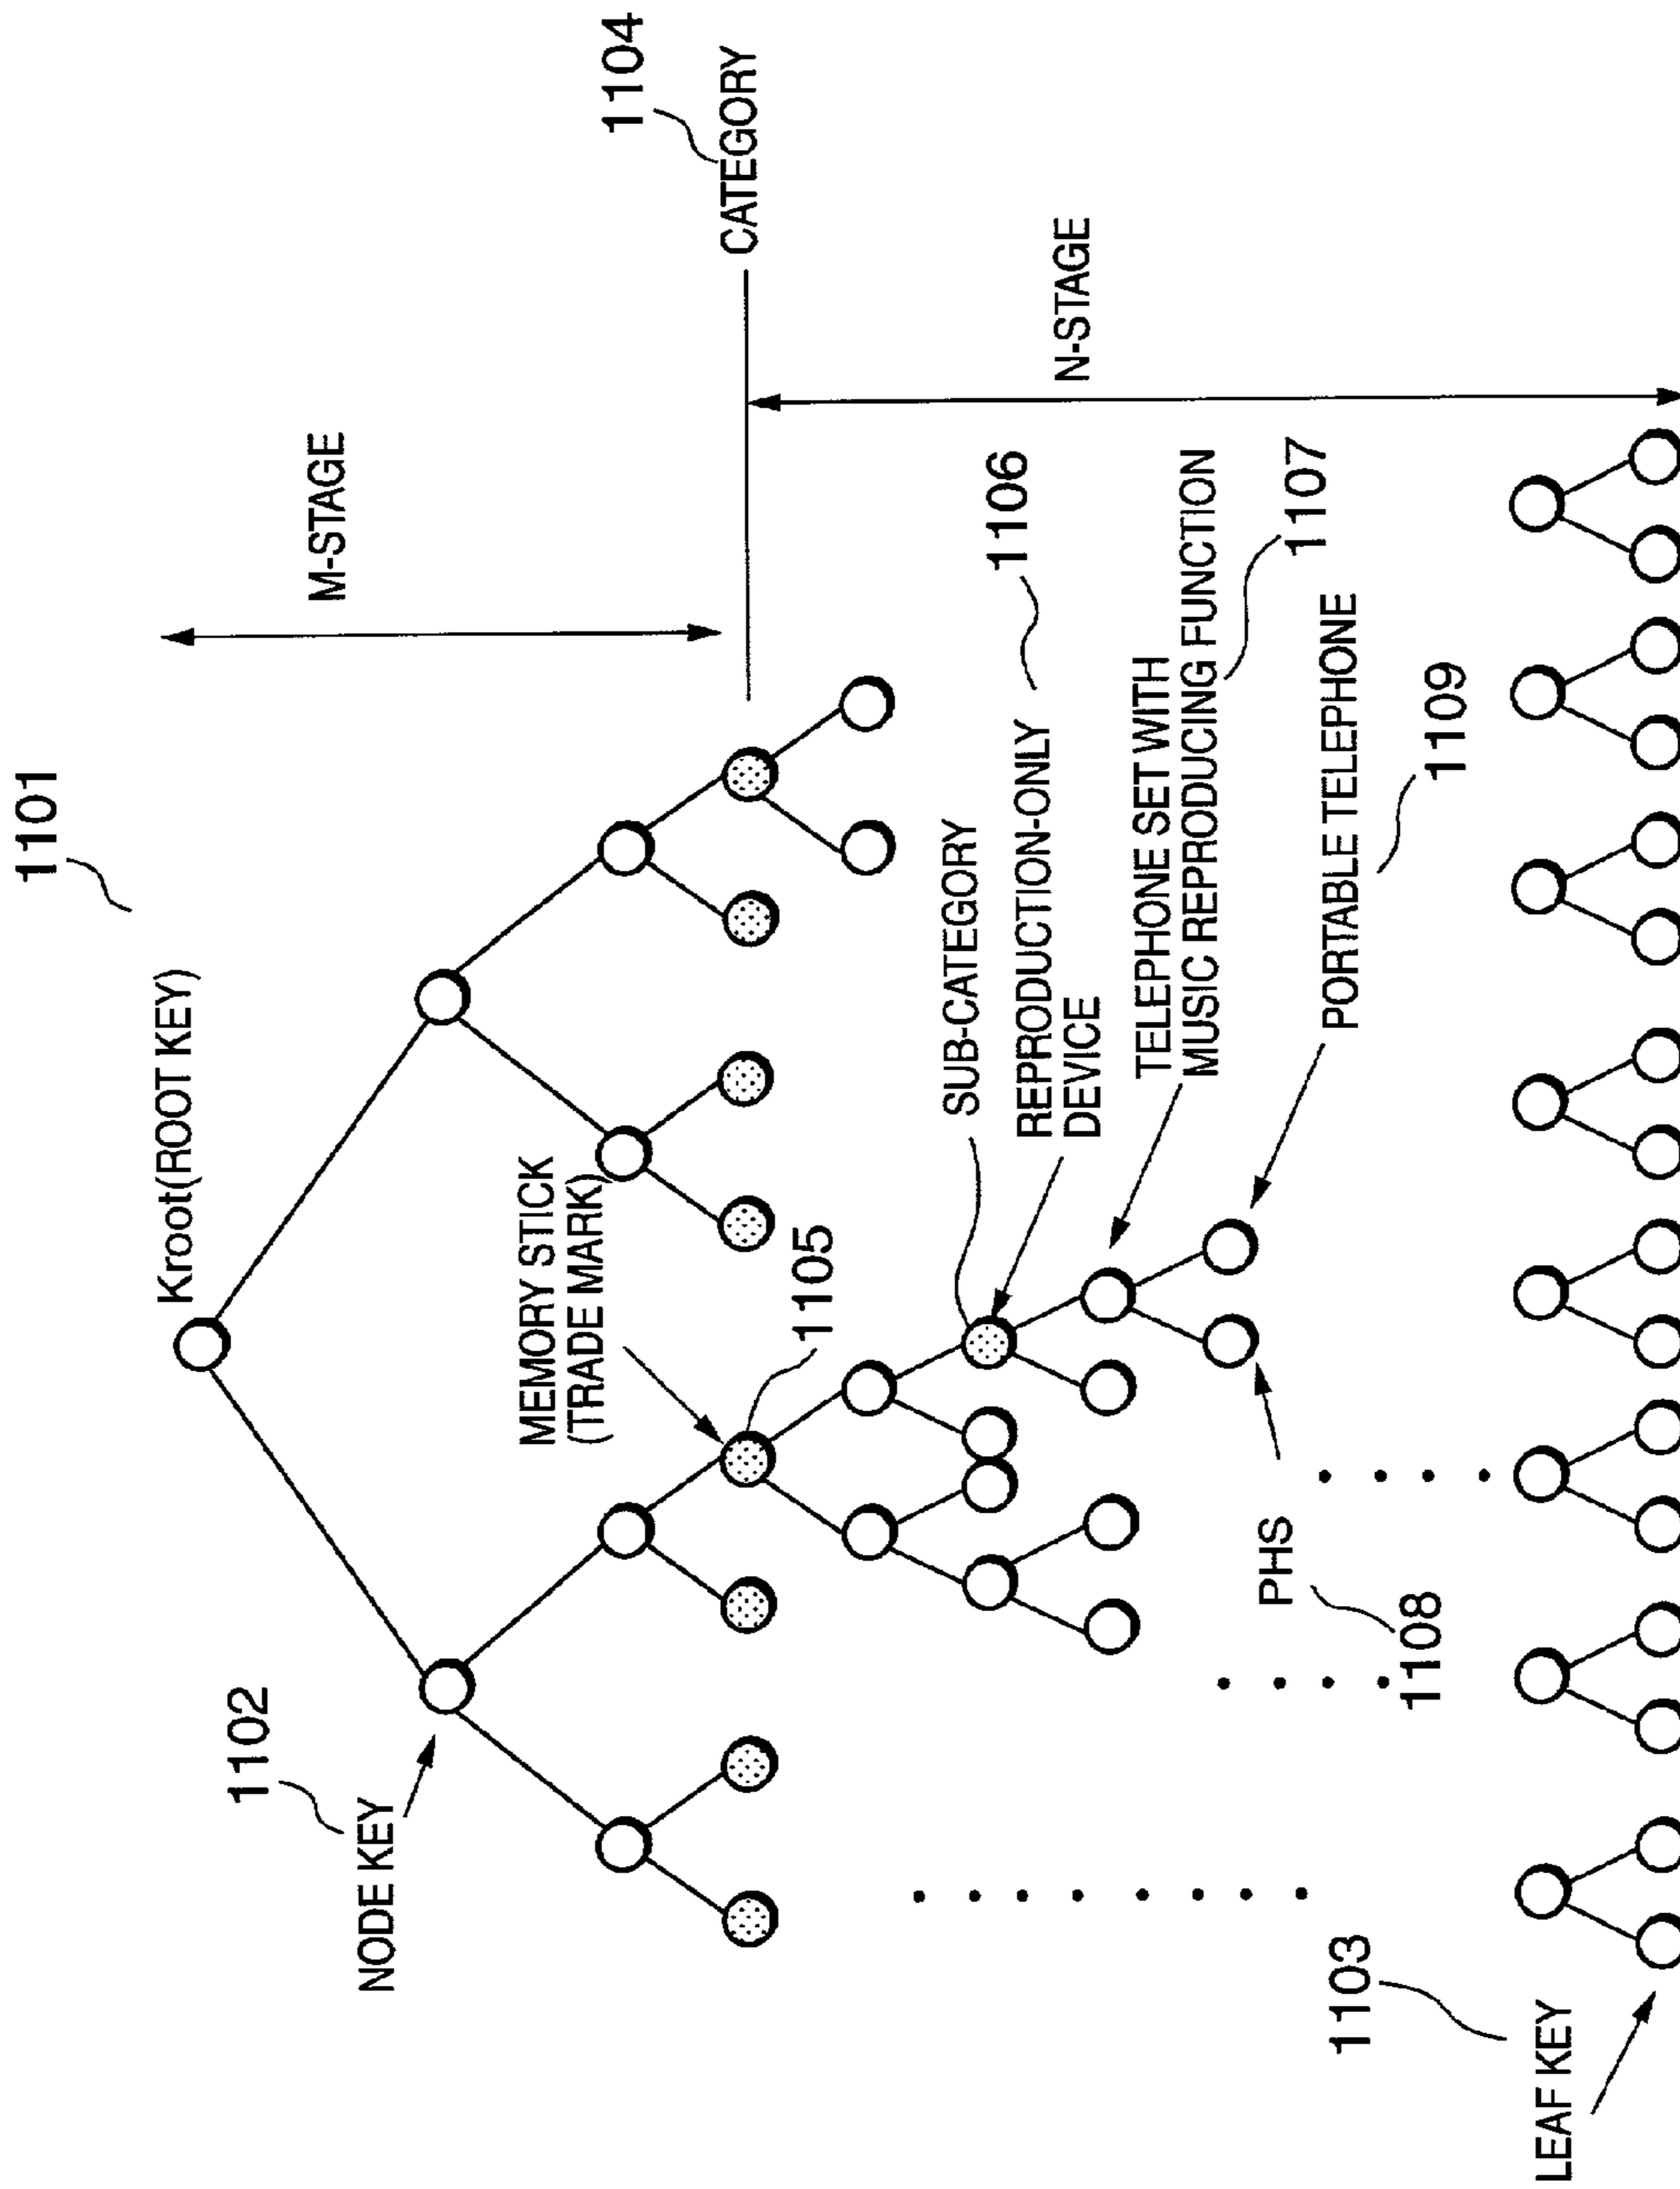 1101
Kroot(ROOT KEY)
1102
NODE KEY
M-STAGE
1104
CATEGORY
MEMORY STICK
(TRADE MARK)
1105
SUB-CATEGORY
REPRODUCTION-ONLY
DEVICE
1106
N-STAGE
TELEPHONE SET WITH
MUSIC REPRODUCING FUNCTION
1107
PHS
1108
PORTABLE TELEPHONE
1109
1103
LEAF KEY